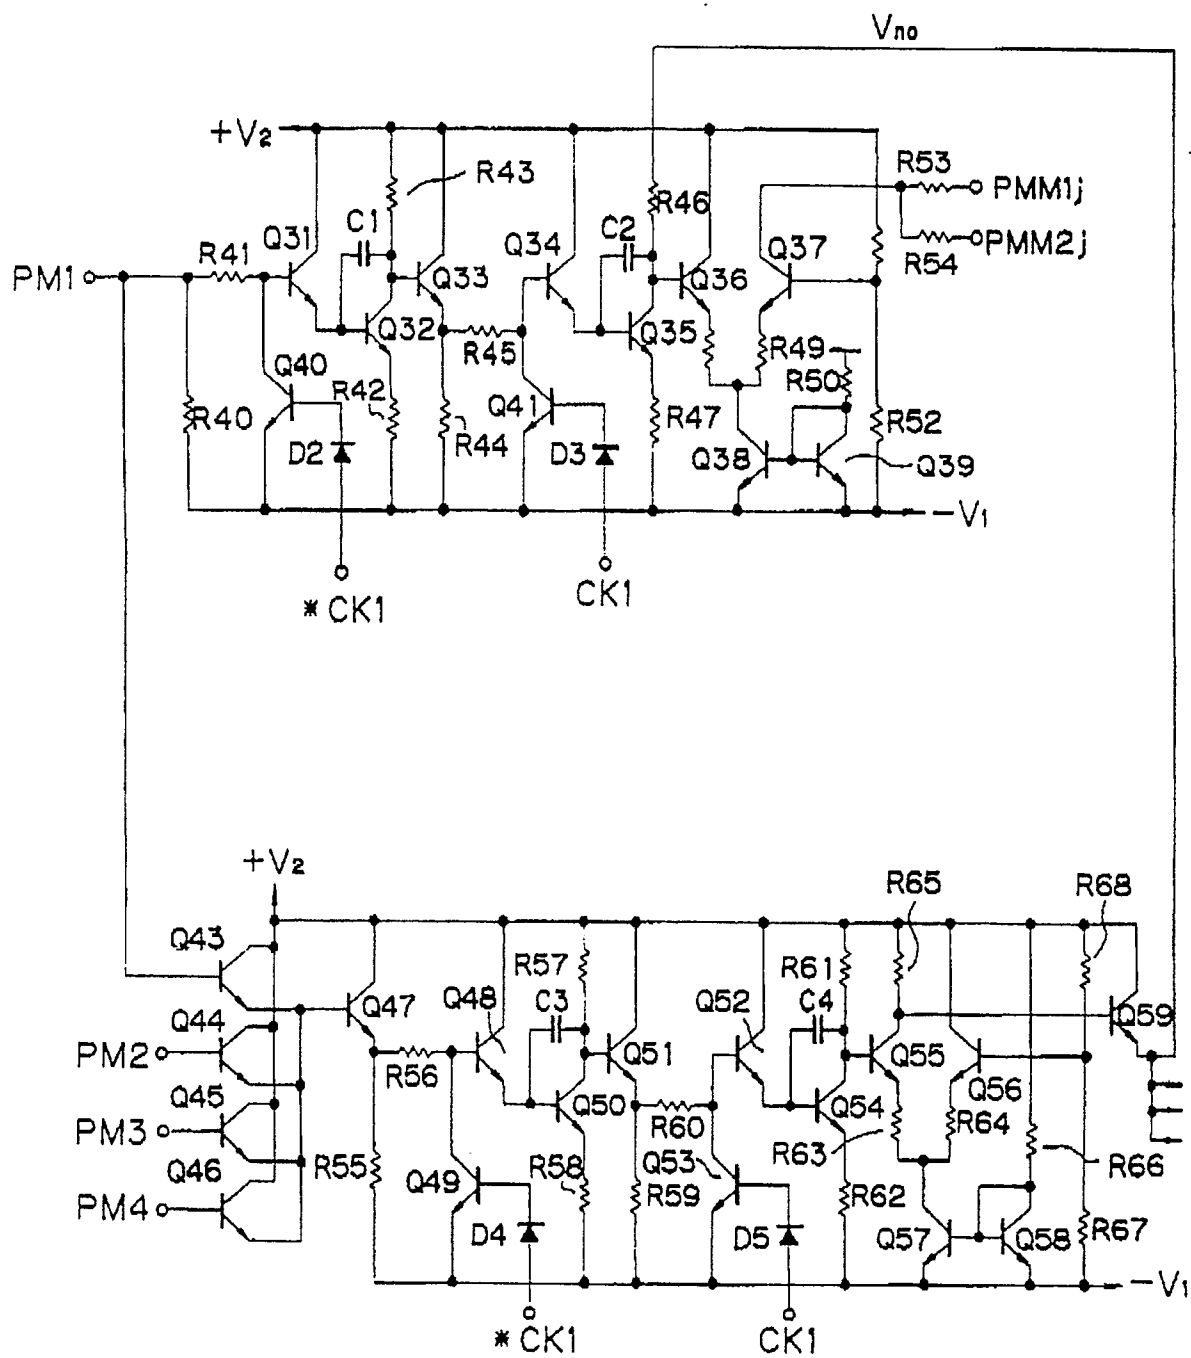 Vno
+V2
R53
PMM1j
R43
R46
C1
C2
Q31
Q34
Q37
R41
PMM2j
R54
PM1
Q33
Q36
Q32
Q35
R45
R49
Q40
R50
R42
Q41
R40
R44
R47
R52
D2
D3
Q38
Q39
-V1
*CK1
CK1
+V2
R65
R68
Q43
R57
R61
Q48
C3
Q52
C4
Q47
Q59
Q44
Q51
Q55
PM2
R56
Q56
Q45
Q50
Q54
R60
R64
PM3
R63
Q46
R55
R58
Q53
R66
Q49
R59
R62
PM4
D4
D5
Q57
Q58
R67
-V1
*CK1
CK1